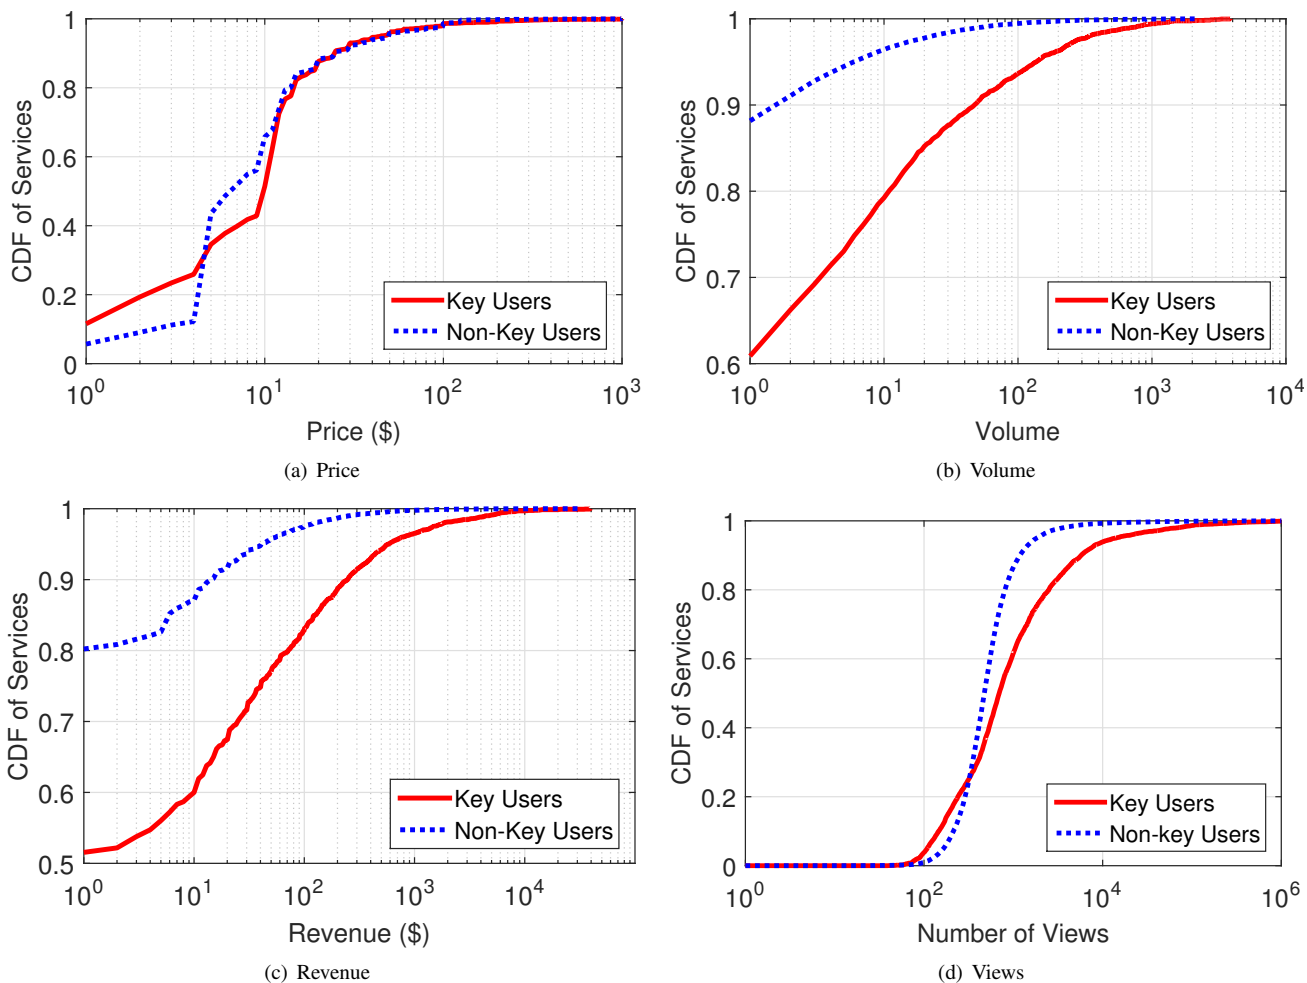 CDF of Services
1
0.8
0.6
0.4
0.2
0
10^0
10^1
10^2
10^3
Price ($)
Key Users
Non-Key Users
(a) Price
CDF of Services
1
0.9
0.8
0.7
0.6
10^0
10^1
10^2
10^3
10^4
Volume
Key Users
Non-Key Users
(b) Volume
CDF of Services
1
0.9
0.8
0.7
0.6
0.5
10^0
10^1
10^2
10^3
10^4
Revenue ($)
Key Users
Non-Key Users
(c) Revenue
CDF of Services
1
0.8
0.6
0.4
0.2
0
10^0
10^2
10^4
10^6
Number of Views
Key Users
Non-key Users
(d) Views